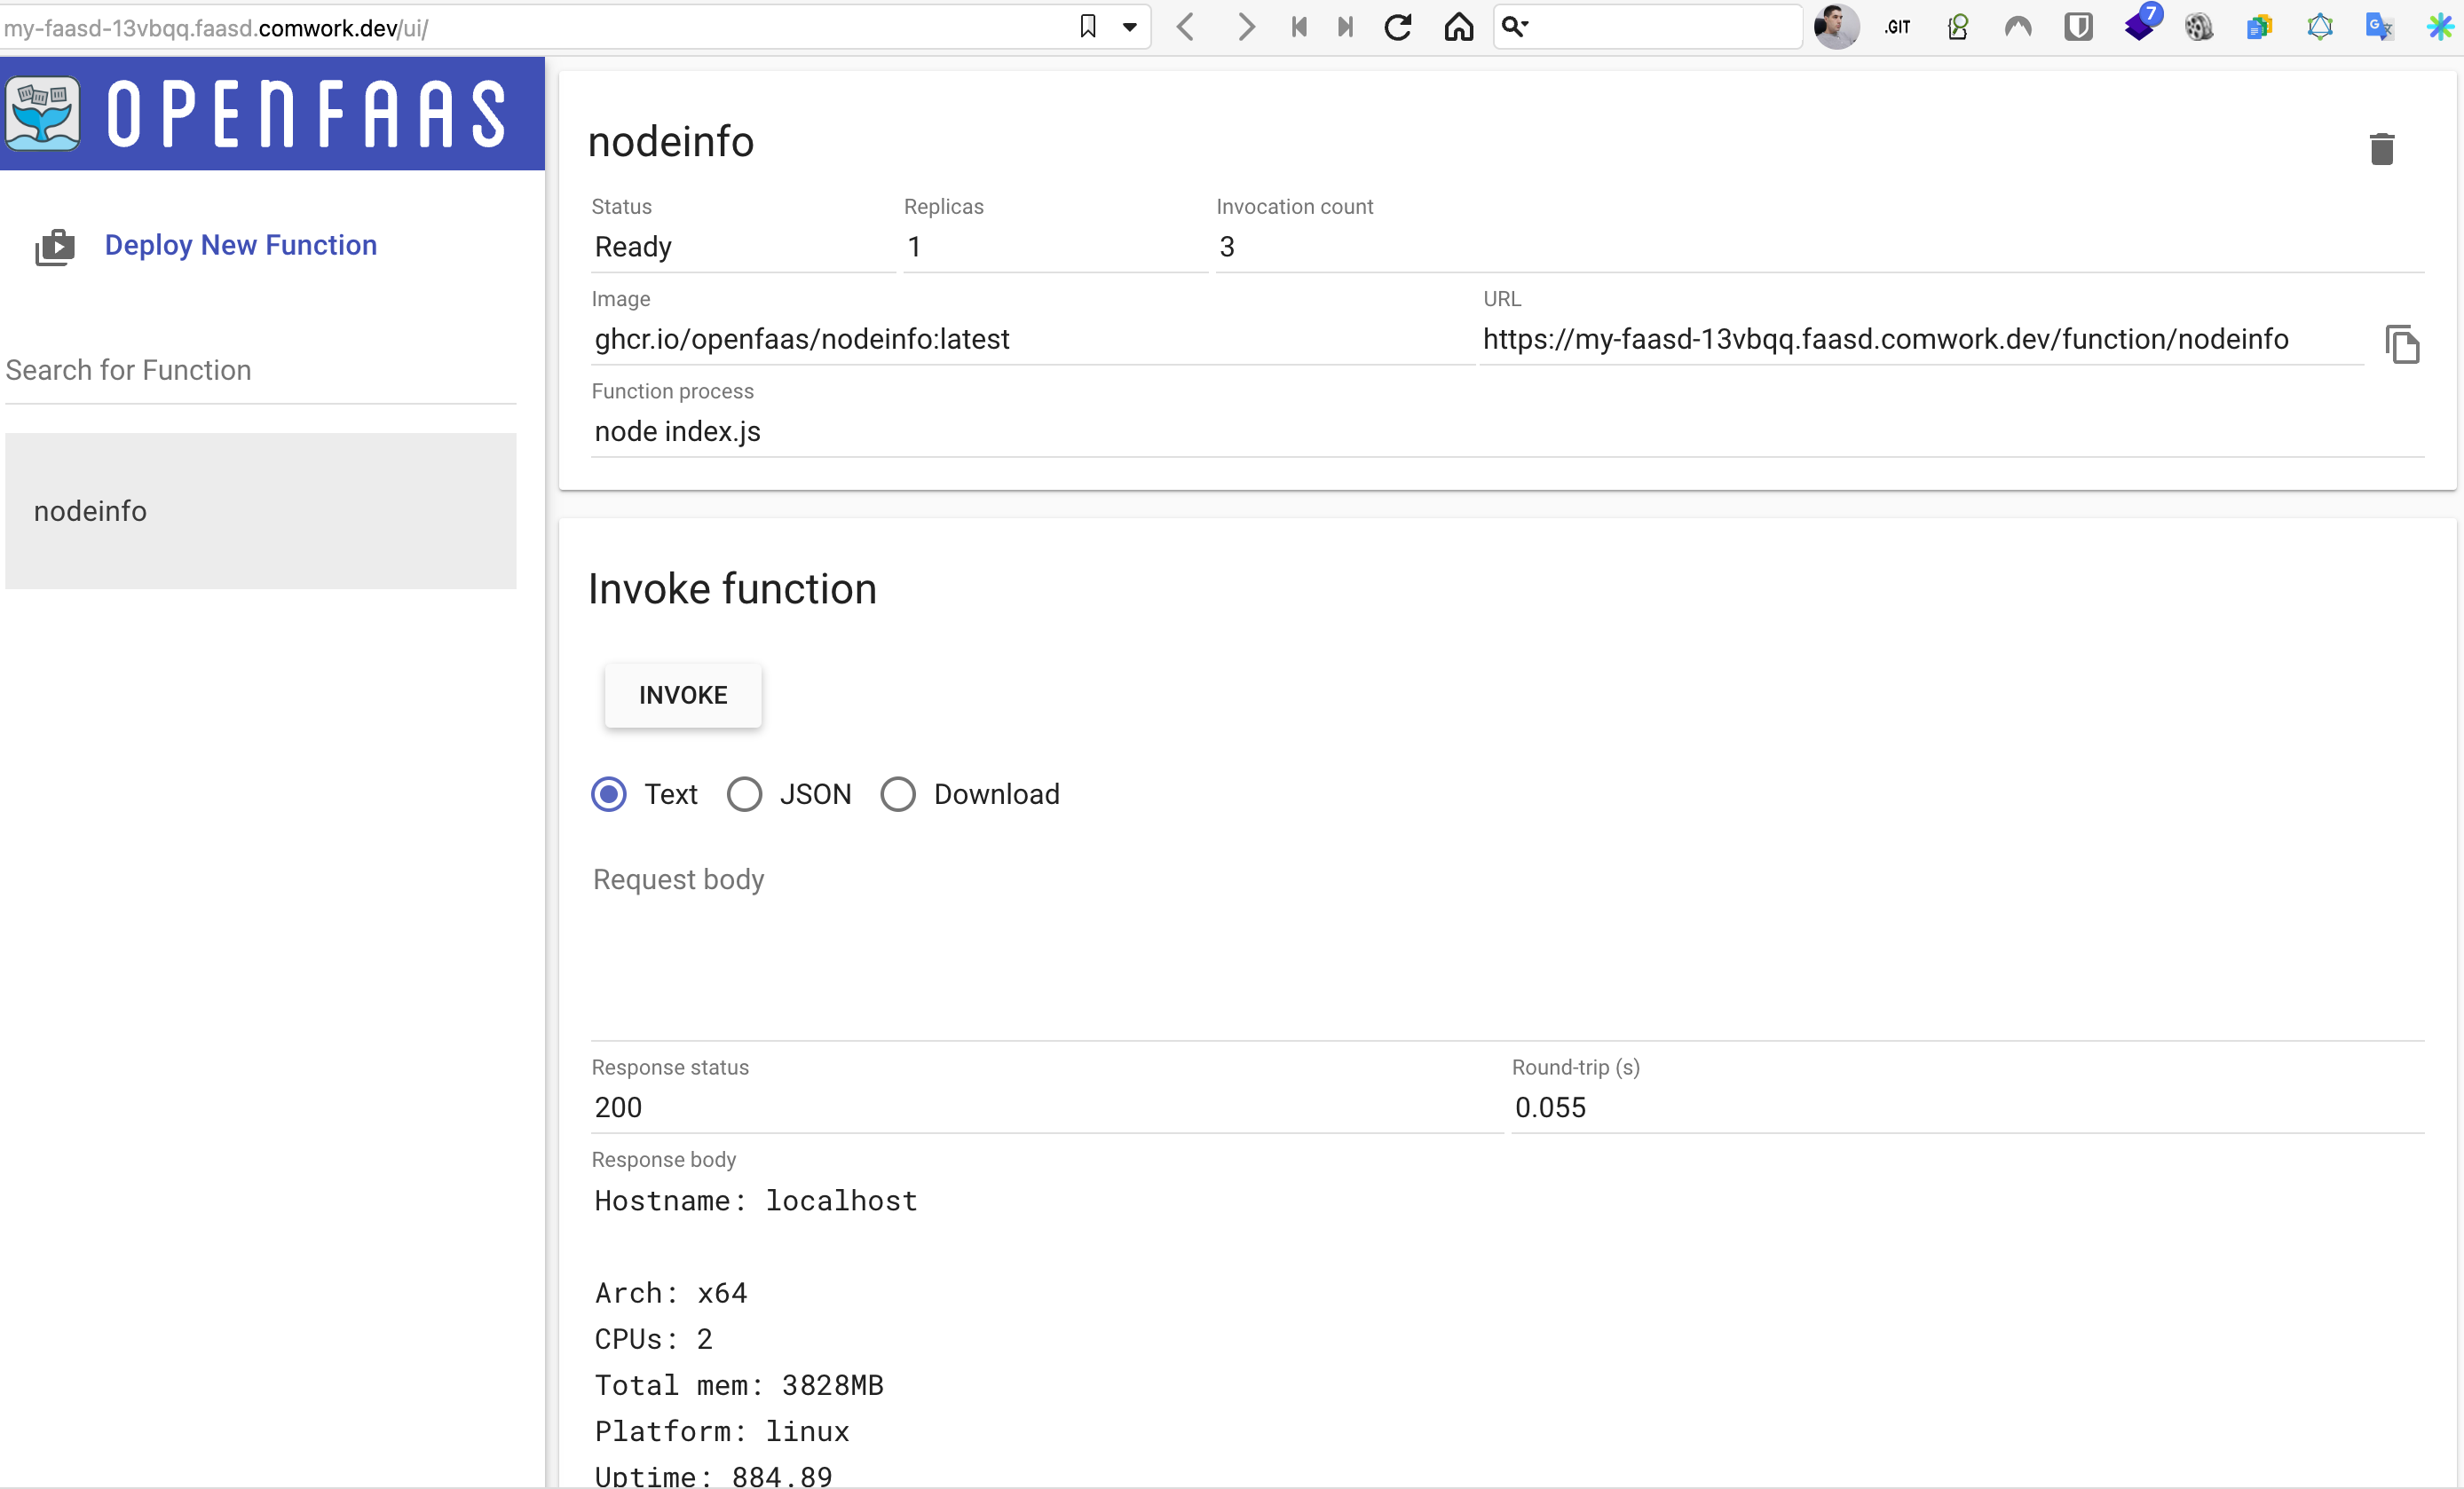 my-faasd-13vbqq.faasd.comwork.dev/ui/
.GIT
7
OPENFAAS
Deploy New Function
Search for Function
nodeinfo
nodeinfo
Status Replicas Invocation count
Ready 1 3
Image URL
ghcr.io/openfaas/nodeinfo:latest https://my-faasd-13vbqq.faasd.comwork.dev/function/nodeinfo
Function process
node index.js
Invoke function
INVOKE
Text JSON Download
Request body
Response status Round-trip (s)
200 0.055
Response body
Hostname: localhost
Arch: x64
CPUs: 2
Total mem: 3828MB
Platform: linux
Uptime: 884.89